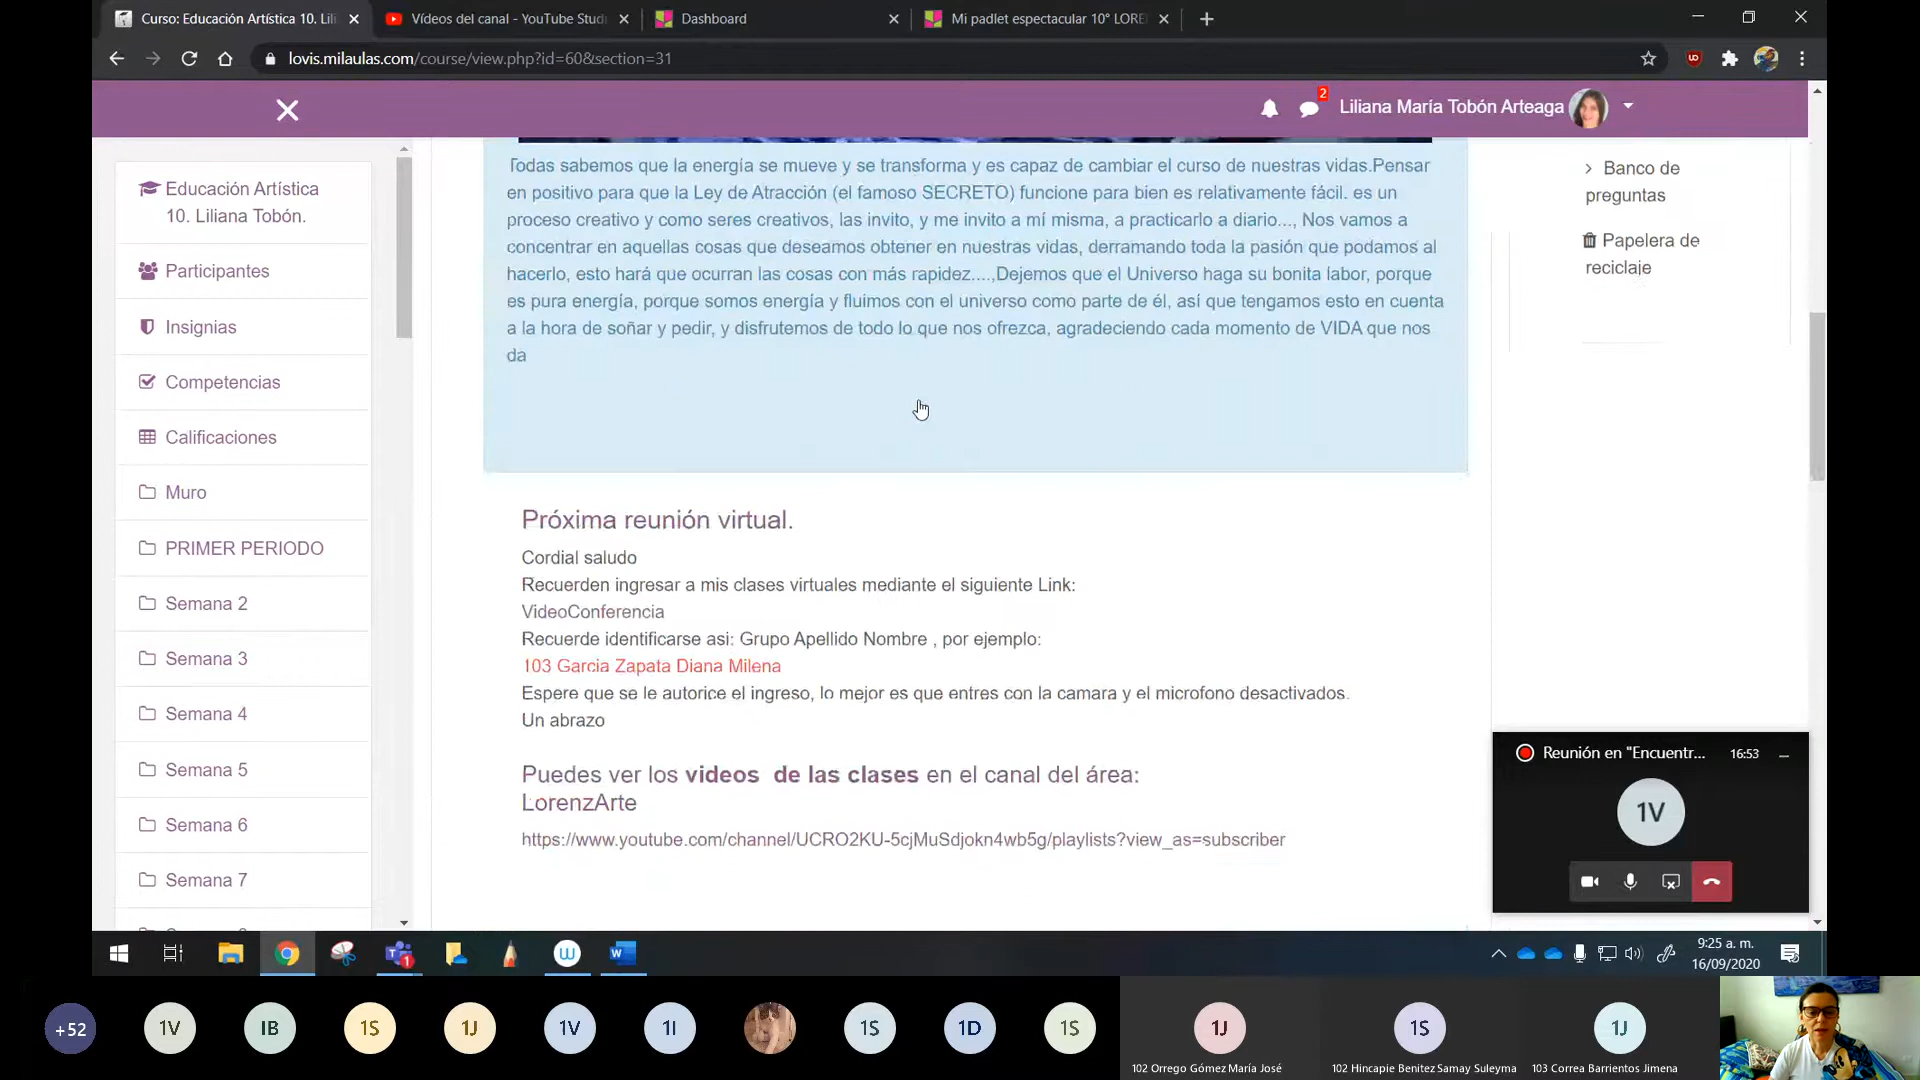 Curso: Educación Artística 10. Lil
Vídeos del canal - YouTube Stud
Dashboard
Mi padlet espectacular 10° LORE
lovis.milaulas.com/course/view.php?id=60&section=31
2
Liliana María Tobón Arteaga
Educación Artística
10. Liliana Tobón.
Participantes
Insignias
Competencias
Calificaciones
Muro
PRIMER PERIODO
Semana 2
Semana 3
Semana 4
Semana 5
Semana 6
Semana 7
Todas sabemos que la energía se mueve y se transforma y es capaz de cambiar el curso de nuestras vidas.Pensar
en positivo para que la Ley de Atracción (el famoso SECRETO) funcione para bien es relativamente fácil. es un
proceso creativo y como seres creativos, las invito, y me invito a mí misma, a practicarlo a diario..., Nos vamos a
concentrar en aquellas cosas que deseamos obtener en nuestras vidas, derramando toda la pasión que podamos al
hacerlo, esto hará que ocurran las cosas con más rapidez....,Dejemos que el Universo haga su bonita labor, porque
es pura energía, porque somos energía y fluimos con el universo como parte de él, así que tengamos esto en cuenta
a la hora de soñar y pedir, y disfrutemos de todo lo que nos ofrezca, agradeciendo cada momento de VIDA que nos
da
Próxima reunión virtual.
Cordial saludo
Recuerden ingresar a mis clases virtuales mediante el siguiente Link:
VideoConferencia
Recuerde identificarse asi: Grupo Apellido Nombre , por ejemplo:
103 Garcia Zapata Diana Milena
Espere que se le autorice el ingreso, lo mejor es que entres con la camara y el microfono desactivados.
Un abrazo
Puedes ver los videos de las clases en el canal del área:
LorenzArte
https://www.youtube.com/channel/UCRO2KU-5cjMuSdjokn4wb5g/playlists?view_as=subscriber
Banco de
preguntas
Papelera de
reciclaje
Reunión en "Encuentr...
16:53
1V
9:25 a. m.
16/09/2020
+52
1V
IB
1S
1J
1V
1I
1S
1D
1S
1J
1S
1J
102 Orrego Gómez María José
102 Hincapie Benitez Samay Suleyma
103 Correa Barrientos Jimena